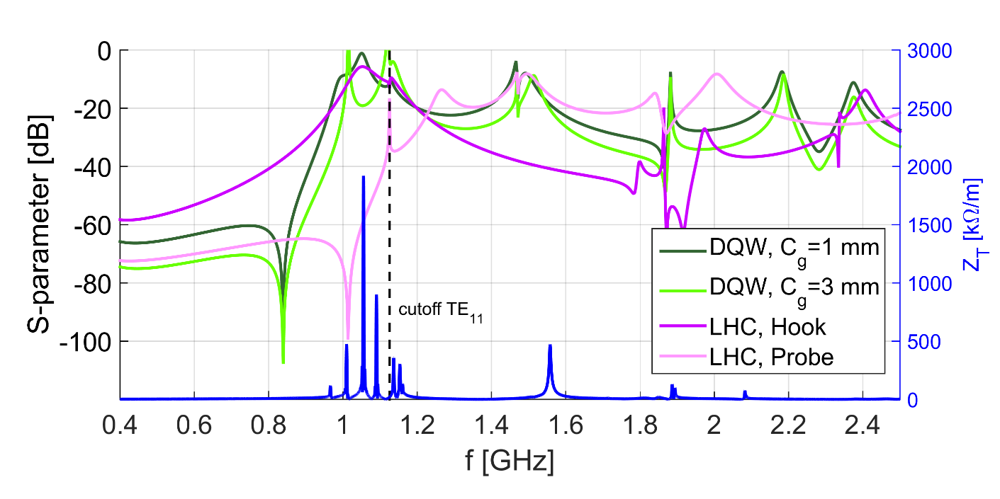 0
-20
-40
-60
-80
-100
S-parameter [dB]
3000
2500
2000
1500
1000
500
0
Z_T [kΩ/m]
cutoff TE_11
DQW, C_g=1 mm
DQW, C_g=3 mm
LHC, Hook
LHC, Probe
0.4 0.6 0.8 1 1.2 1.4 1.6 1.8 2 2.2 2.4
f [GHz]